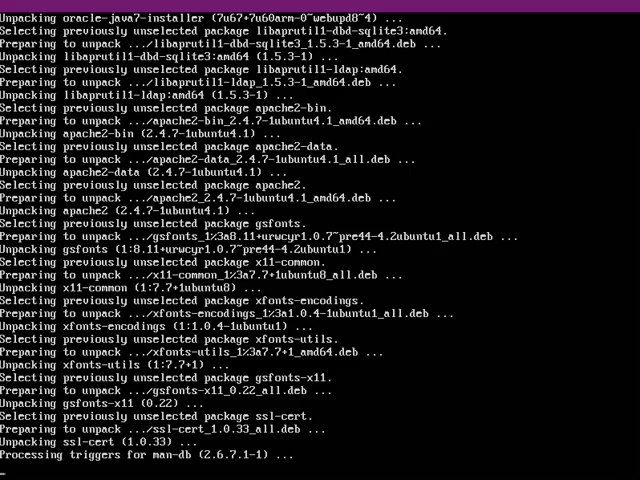 Unpacking oracle-java7-installer (7u67+7u60arm-0~webupd8~4) ...
Selecting previously unselected package libaprutil1-dbd-sqlite3:amd64.
Preparing to unpack .../libaprutil1-dbd-sqlite3_1.5.3-1_amd64.deb ...
Unpacking libaprutil1-dbd-sqlite3:amd64 (1.5.3-1) ...
Selecting previously unselected package libaprutil1-ldap:amd64.
Preparing to unpack .../libaprutil1-ldap_1.5.3-1_amd64.deb ...
Unpacking libaprutil1-ldap:amd64 (1.5.3-1) ...
Selecting previously unselected package apache2-bin.
Preparing to unpack .../apache2-bin_2.4.7-1ubuntu4.1_amd64.deb ...
Unpacking apache2-bin (2.4.7-1ubuntu4.1) ...
Selecting previously unselected package apache2-data.
Preparing to unpack .../apache2-data_2.4.7-1ubuntu4.1_all.deb ...
Unpacking apache2-data (2.4.7-1ubuntu4.1) ...
Selecting previously unselected package apache2.
Preparing to unpack .../apache2_2.4.7-1ubuntu4.1_amd64.deb ...
Unpacking apache2 (2.4.7-1ubuntu4.1) ...
Selecting previously unselected package gsfonts.
Preparing to unpack .../gsfonts_1%3a8.11+urwcyr1.0.7~pre44-4.2ubuntu1_all.deb ...
Unpacking gsfonts (1:8.11+urwcyr1.0.7~pre44-4.2ubuntu1) ...
Selecting previously unselected package x11-common.
Preparing to unpack .../x11-common_1%3a7.7+1ubuntu8_all.deb ...
Unpacking x11-common (1:7.7+1ubuntu8) ...
Selecting previously unselected package xfonts-encodings.
Preparing to unpack .../xfonts-encodings_1%3a1.0.4-1ubuntu1_all.deb ...
Unpacking xfonts-encodings (1:1.0.4-1ubuntu1) ...
Selecting previously unselected package xfonts-utils.
Preparing to unpack .../xfonts-utils_1%3a7.7+1_amd64.deb ...
Unpacking xfonts-utils (1:7.7+1) ...
Selecting previously unselected package gsfonts-x11.
Preparing to unpack .../gsfonts-x11_0.22_all.deb ...
Unpacking gsfonts-x11 (0.22) ...
Selecting previously unselected package ssl-cert.
Preparing to unpack .../ssl-cert_1.0.33_all.deb ...
Unpacking ssl-cert (1.0.33) ...
Processing triggers for man-db (2.6.7.1-1) ...